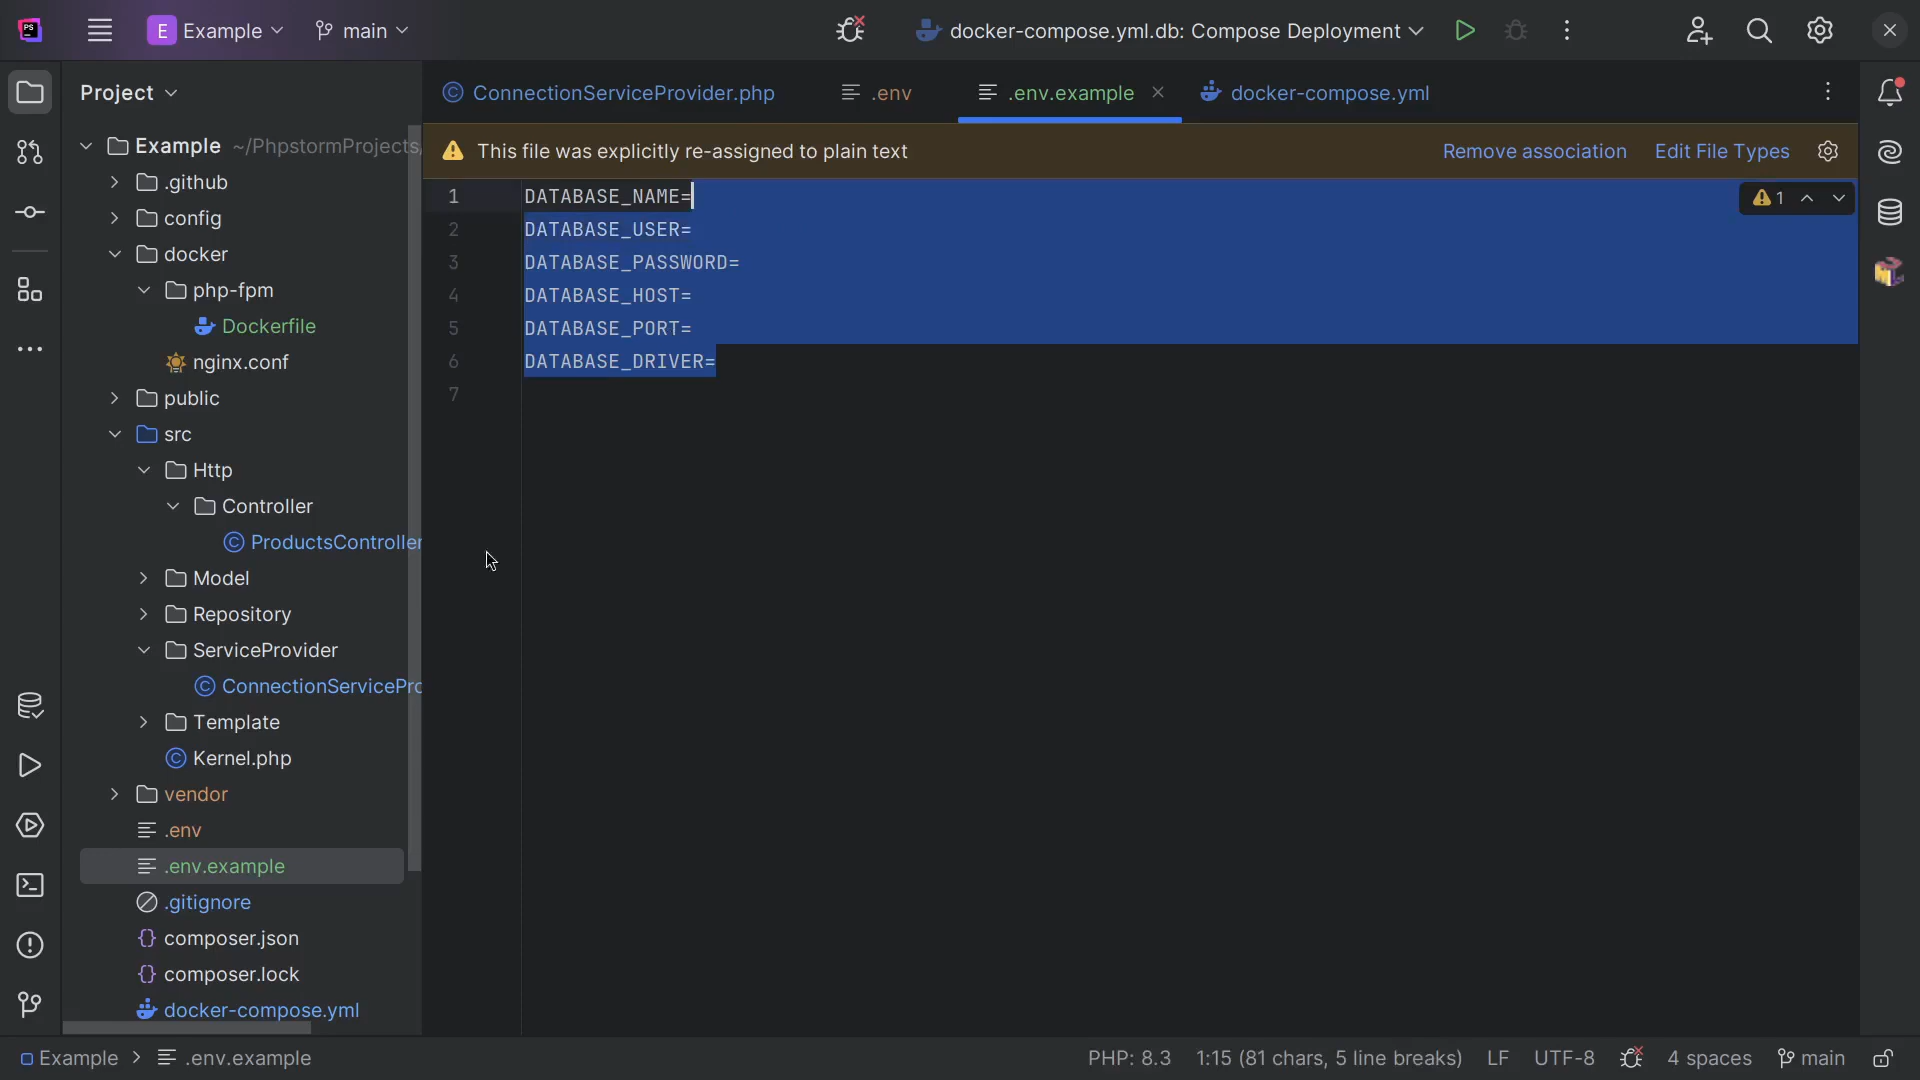 PS
E Example main
docker-compose.yml.db: Compose Deployment
Project
ConnectionServiceProvider.php
.env
.env.example
docker-compose.yml
This file was explicitly re-assigned to plain text
Remove association
Edit File Types
Example ~/PhpstormProjects/
.github
config
docker
php-fpm
Dockerfile
nginx.conf
public
src
Http
Controller
ProductsController
Model
Repository
ServiceProvider
ConnectionServicePro
Template
Kernel.php
vendor
.env
.env.example
.gitignore
composer.json
composer.lock
docker-compose.yml
1 DATABASE_NAME=
2 DATABASE_USER=
3 DATABASE_PASSWORD=
4 DATABASE_HOST=
5 DATABASE_PORT=
6 DATABASE_DRIVER=
7
1
Example > .env.example
PHP: 8.3 1:15 (81 chars, 5 line breaks) LF UTF-8 4 spaces main